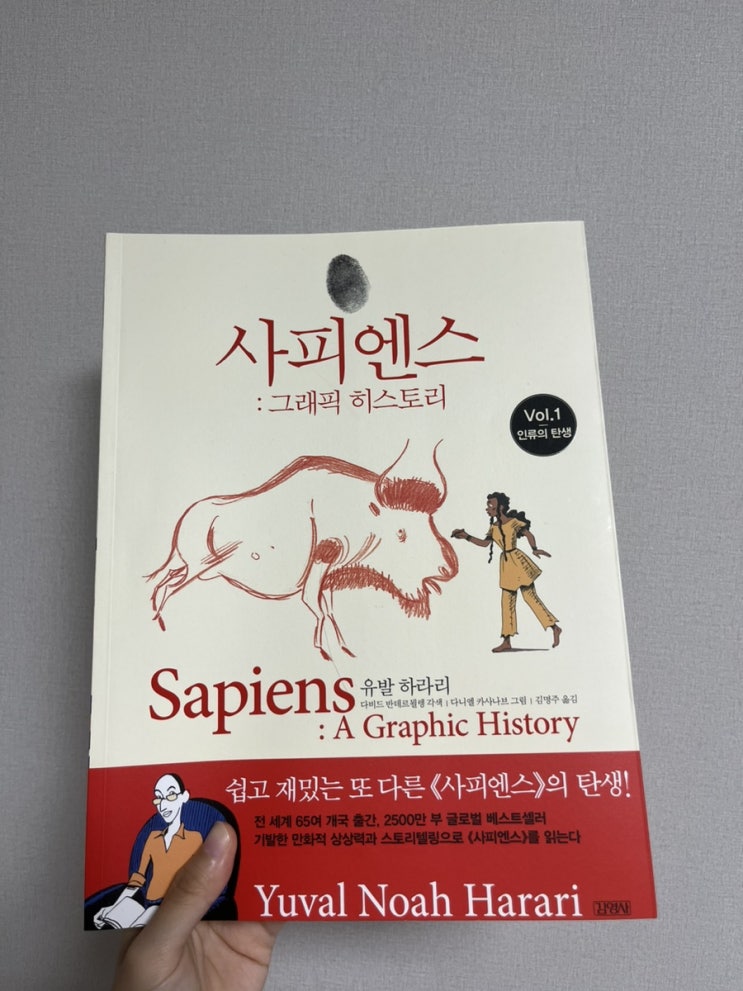 사피엔스
: 그래픽 히스토리
Vol.1
인류의 탄생
Sapiens
유발 하라리
다비드 반데르묄렝 각색 | 다니엘 카사나브 그림 | 김명주 옮김
: A Graphic History
쉽고 재밌는 또 다른 《사피엔스》의 탄생!
전 세계 65여 개국 출간, 2500만 부 글로벌 베스트셀러
기발한 만화적 상상력과 스토리텔링으로 《사피엔스》를 읽는다
Yuval Noah Harari
김영사